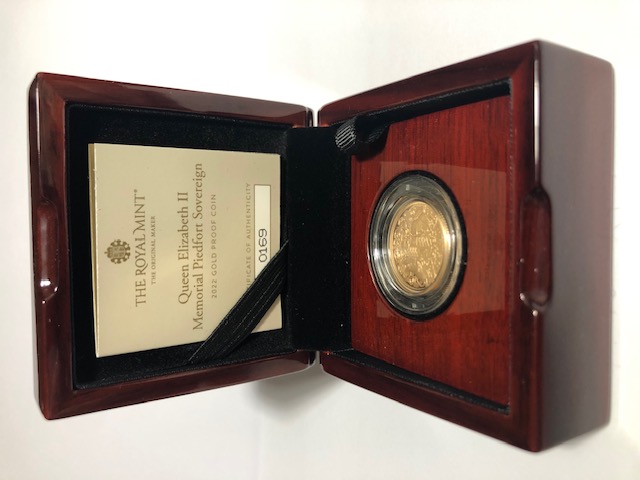 THE ROYAL MINT®
THE ORIGINAL MAKER
Queen Elizabeth II
Memorial Piedfort Sovereign
2022 GOLD PROOF COIN
CERTIFICATE OF AUTHENTICITY
0169